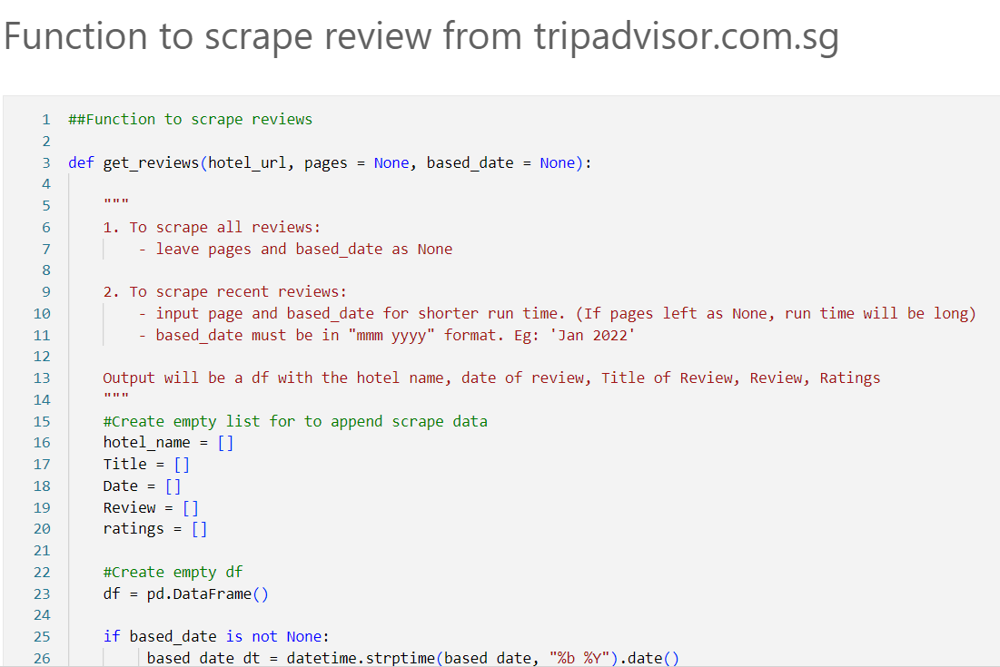 Function to scrape review from tripadvisor.com.sg
1 ##Function to scrape reviews
2
3 def get_reviews(hotel_url, pages = None, based_date = None):
4
5 """
6 1. To scrape all reviews:
7 - leave pages and based_date as None
8
9 2. To scrape recent reviews:
10 - input page and based_date for shorter run time. (If pages left as None, run time will be long)
11 - based_date must be in "mmm yyyy" format. Eg: 'Jan 2022'
12
13 Output will be a df with the hotel name, date of review, Title of Review, Review, Ratings
14 """
15 #Create empty list for to append scrape data
16 hotel_name = []
17 Title = []
18 Date = []
19 Review = []
20 ratings = []
21
22 #Create empty df
23 df = pd.DataFrame()
24
25 if based_date is not None:
26 based_date_dt = datetime.strptime(based_date, "%b %Y").date()